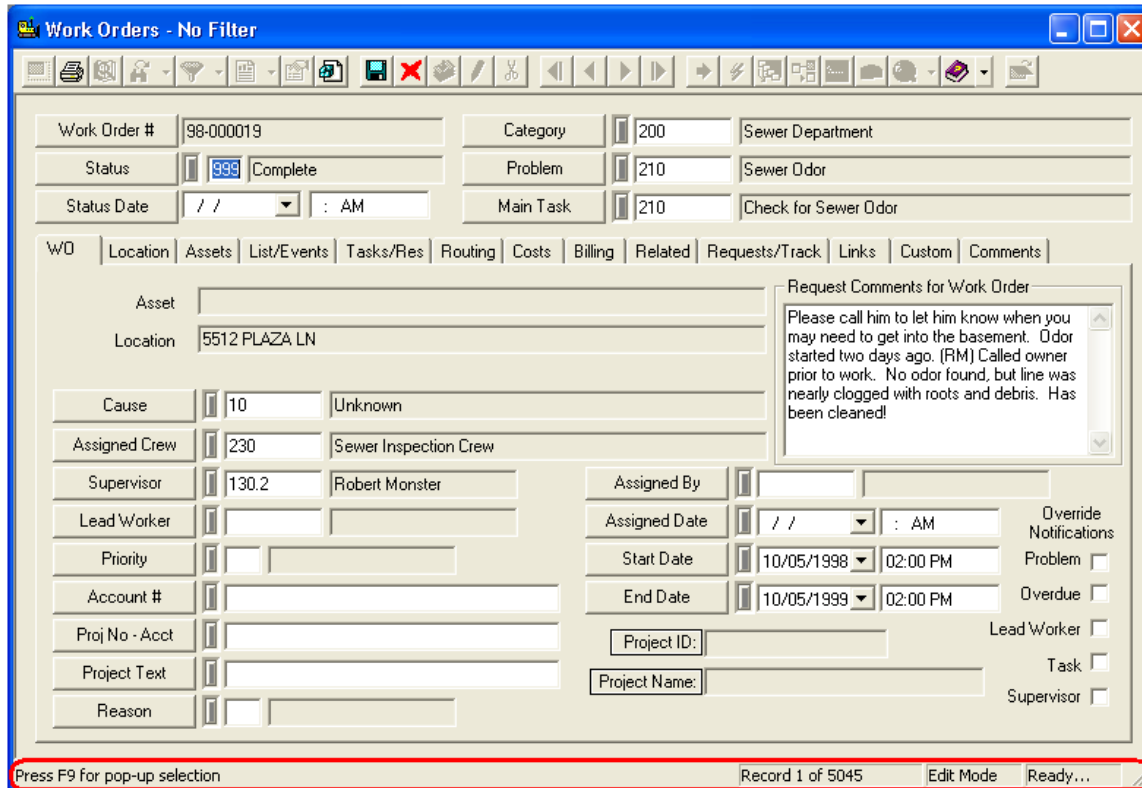 Work Orders - No Filter
Work Order # 98-000019 Category 200 Sewer Department
Status 999 Complete Problem 210 Sewer Odor
Status Date / / : AM Main Task 210 Check for Sewer Odor
WO Location Assets List/Events Tasks/Res Routing Costs Billing Related Requests/Track Links Custom Comments
Asset
Location 5512 PLAZA LN
Request Comments for Work Order
Please call him to let him know when you
may need to get into the basement. Odor
started two days ago. (RM) Called owner
prior to work. No odor found, but line was
nearly clogged with roots and debris. Has
been cleaned!
Cause 10 Unknown
Assigned Crew 230 Sewer Inspection Crew
Supervisor 130.2 Robert Monster
Lead Worker
Priority
Account #
Proj No - Acct
Project Text
Reason
Assigned By
Assigned Date / / : AM
Start Date 10/05/1998 02:00 PM
End Date 10/05/1999 02:00 PM
Project ID:
Project Name:
Override
Notifications
Problem
Overdue
Lead Worker
Task
Supervisor
Press F9 for pop-up selection Record 1 of 5045 Edit Mode Ready...